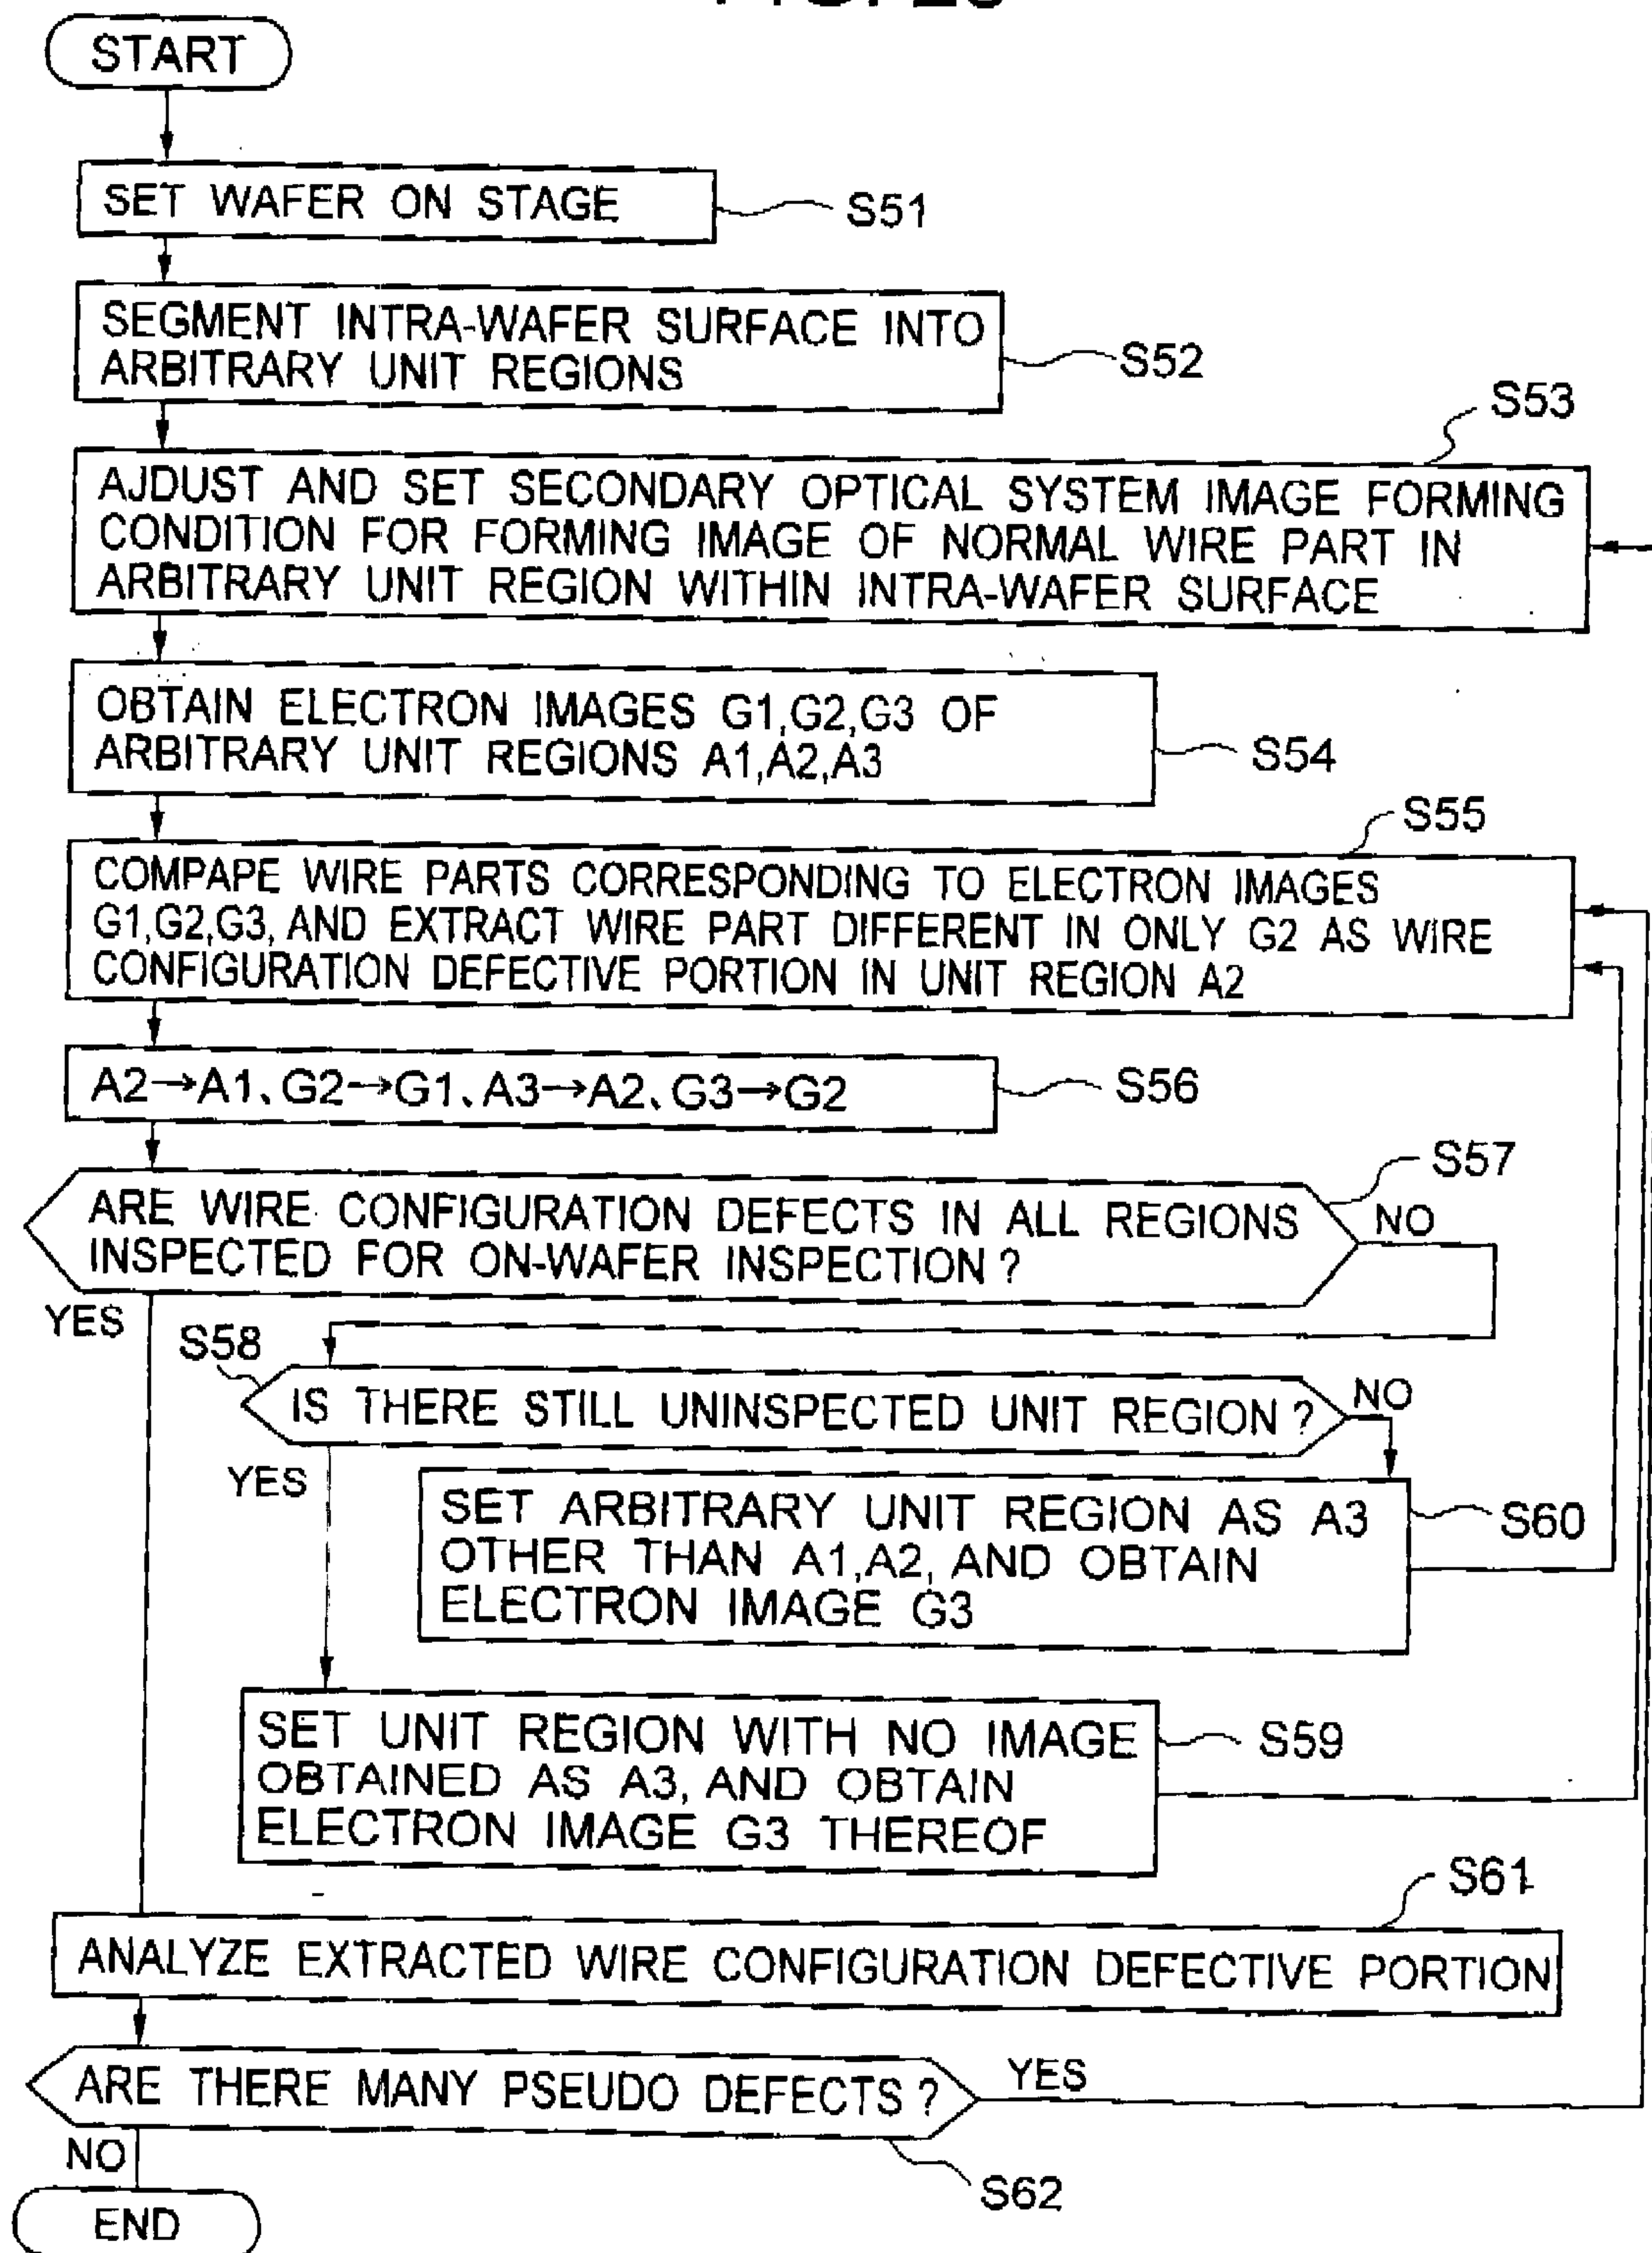 START
SET WAFER ON STAGE
S51
SEGMENT INTRA-WAFER SURFACE INTO
ARBITRARY UNIT REGIONS
S52
S53
AJDUST AND SET SECONDARY OPTICAL SYSTEM IMAGE FORMING
CONDITION FOR FORMING IMAGE OF NORMAL WIRE PART IN
ARBITRARY UNIT REGION WITHIN INTRA-WAFER SURFACE
OBTAIN ELECTRON IMAGES G1,G2,G3 OF
ARBITRARY UNIT REGIONS A1,A2,A3
S54
S55
COMPAPE WIRE PARTS CORRESPONDING TO ELECTRON IMAGES
G1,G2,G3, AND EXTRACT WIRE PART DIFFERENT IN ONLY G2 AS WIRE
CONFIGURATION DEFECTIVE PORTION IN UNIT REGION A2
A2→A1、G2→G1、A3→A2、G3→G2
S56
S57
ARE WIRE CONFIGURATION DEFECTS IN ALL REGIONS
INSPECTED FOR ON-WAFER INSPECTION ?
NO
YES
S58
IS THERE STILL UNINSPECTED UNIT REGION ?
NO
YES
SET ARBITRARY UNIT REGION AS A3
OTHER THAN A1,A2, AND OBTAIN
ELECTRON IMAGE G3
S60
SET UNIT REGION WITH NO IMAGE
OBTAINED AS A3, AND OBTAIN
ELECTRON IMAGE G3 THEREOF
S59
S61
ANALYZE EXTRACTED WIRE CONFIGURATION DEFECTIVE PORTION
ARE THERE MANY PSEUDO DEFECTS ?
YES
NO
S62
END